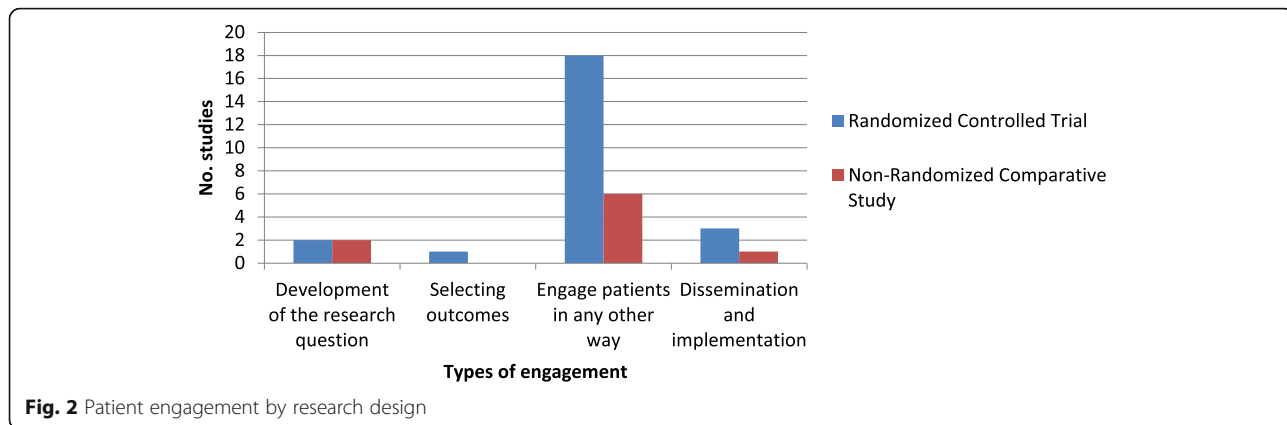 20
18
16
14
12
10
8
6
4
2
0
No. studies
Development
of the research
question
Selecting
outcomes
Engage patients
in any other
way
Dissemination
and
implementation
Types of engagement
Randomized Controlled Trial
Non-Randomized Comparative
Study
Fig. 2 Patient engagement by research design